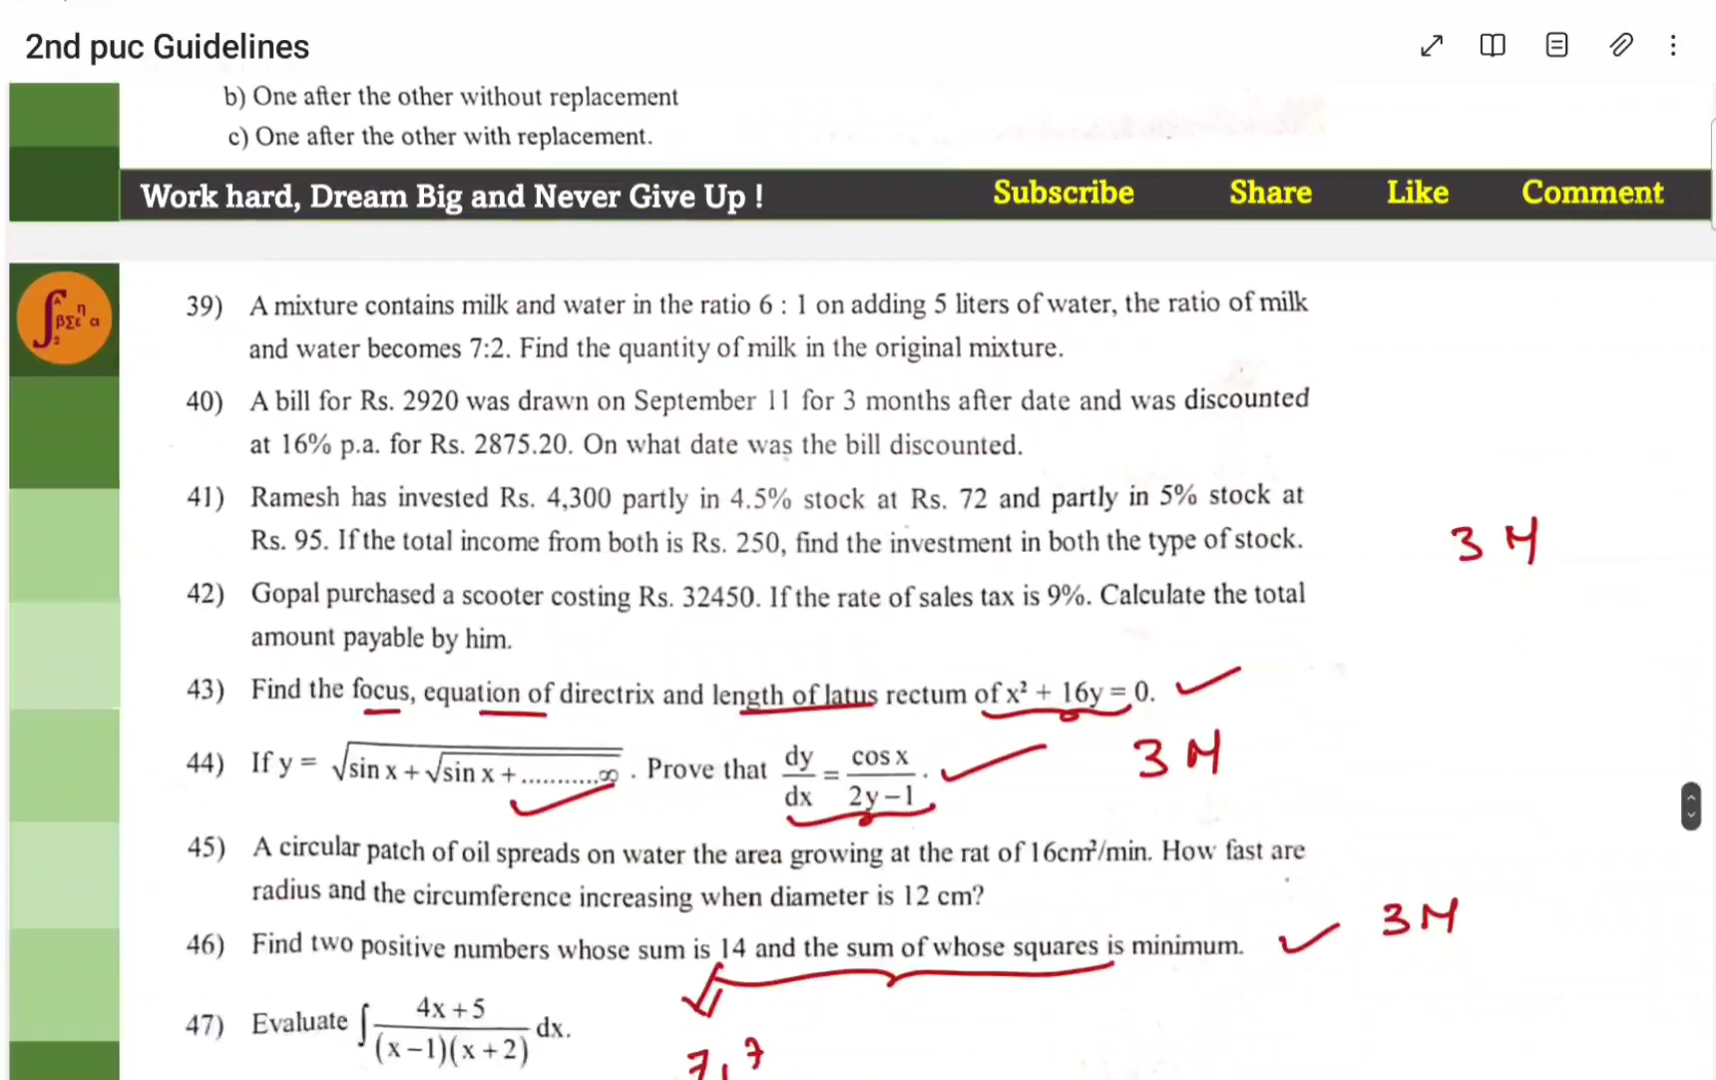 2nd puc Guidelines
b) One after the other without replacement
c) One after the other with replacement.
Work hard, Dream Big and Never Give Up ! Subscribe Share Like Comment
39) A mixture contains milk and water in the ratio 6 : 1 on adding 5 liters of water, the ratio of milk
and water becomes 7:2. Find the quantity of milk in the original mixture.
40) A bill for Rs. 2920 was drawn on September 11 for 3 months after date and was discounted
at 16% p.a. for Rs. 2875.20. On what date was the bill discounted.
41) Ramesh has invested Rs. 4,300 partly in 4.5% stock at Rs. 72 and partly in 5% stock at
Rs. 95. If the total income from both is Rs. 250, find the investment in both the type of stock.
3 M
42) Gopal purchased a scooter costing Rs. 32450. If the rate of sales tax is 9%. Calculate the total
amount payable by him.
43) Find the focus, equation of directrix and length of latus rectum of x² + 16y = 0.
44) If y = √sin x + √sin x + ...........∞ . Prove that dy/dx = cos x/2y – 1 . 3 M
45) A circular patch of oil spreads on water the area growing at the rat of 16cm²/min. How fast are
radius and the circumference increasing when diameter is 12 cm?
3 M
46) Find two positive numbers whose sum is 14 and the sum of whose squares is minimum.
47) Evaluate ∫ 4x + 5/(x – 1)(x + 2) dx.
7, 7